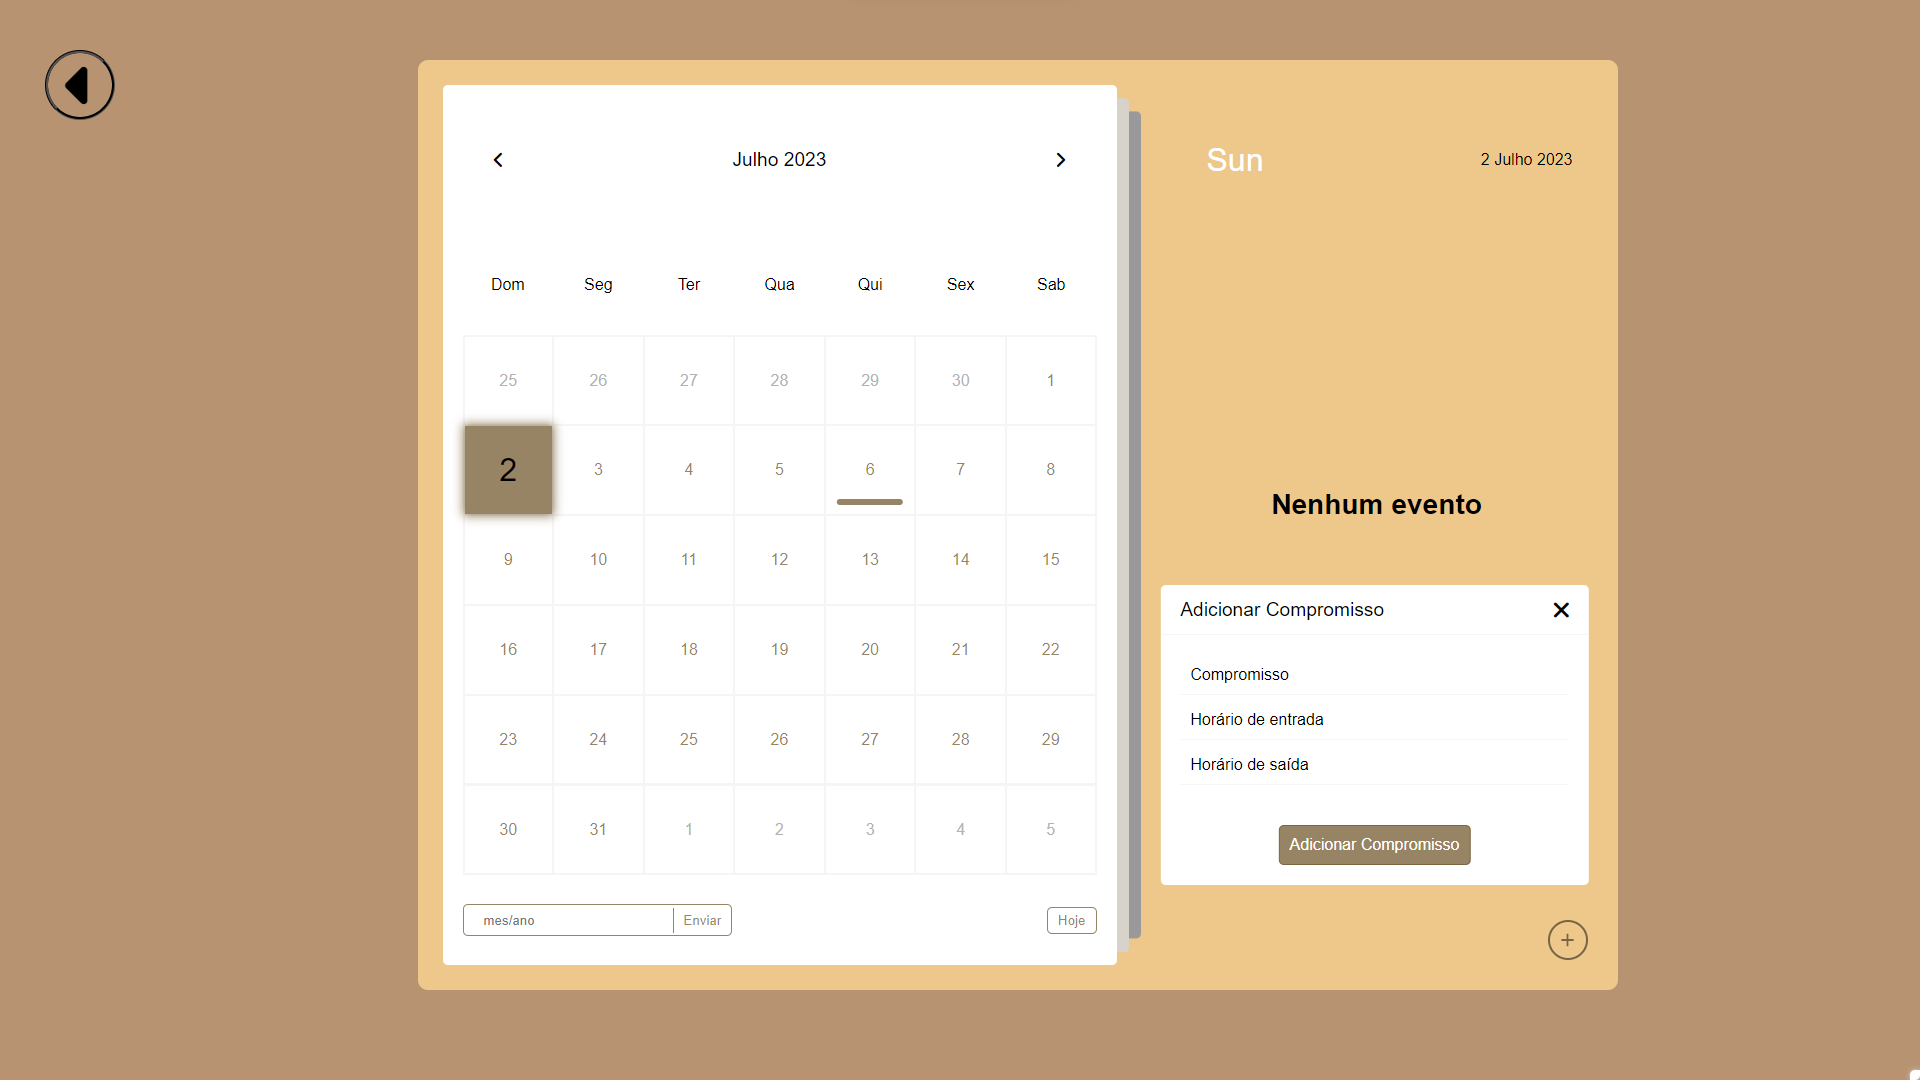 Julho 2023
Dom Seg Ter Qua Qui Sex Sab
25 26 27 28 29 30 1
2 3 4 5 6 7 8
9 10 11 12 13 14 15
16 17 18 19 20 21 22
23 24 25 26 27 28 29
30 31 1 2 3 4 5
mes/ano Enviar Hoje
Sun 2 Julho 2023
Nenhum evento
Adicionar Compromisso
Compromisso
Horário de entrada
Horário de saída
Adicionar Compromisso